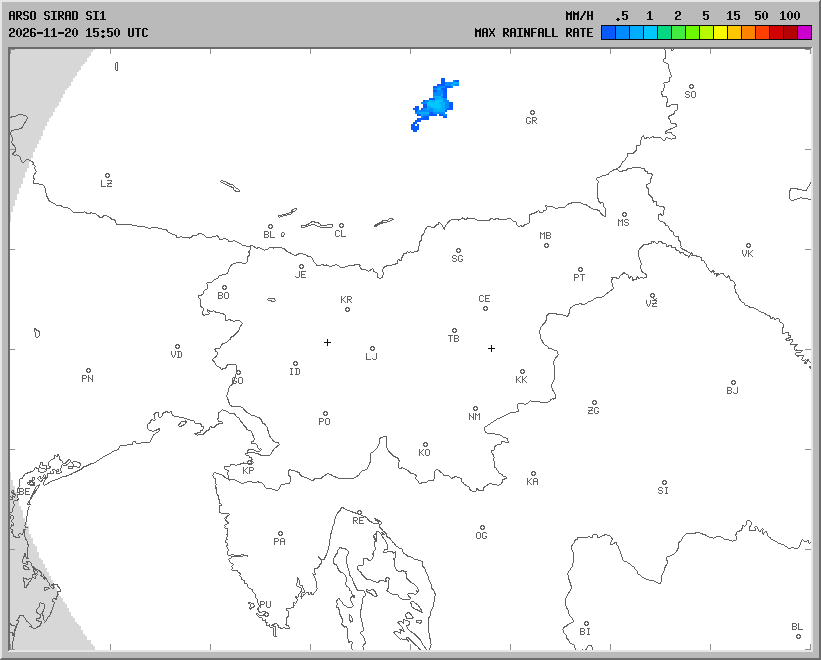 ARSO SIRAD SI1
MM/H .5 1 2 5 15 50 100
2026-11-20 15:50 UTC
MAX RAINFALL RATE
SO
GR
LZ
MS
BL
CL
MB
VK
SG
JE
PT
BO
KR
CE
VZ
TB
VD
LJ
ID
PN
GO
KK
BJ
NM
ZG
PO
KO
KP
KA
BE
SI
RE
OG
PA
PU
BI
BL